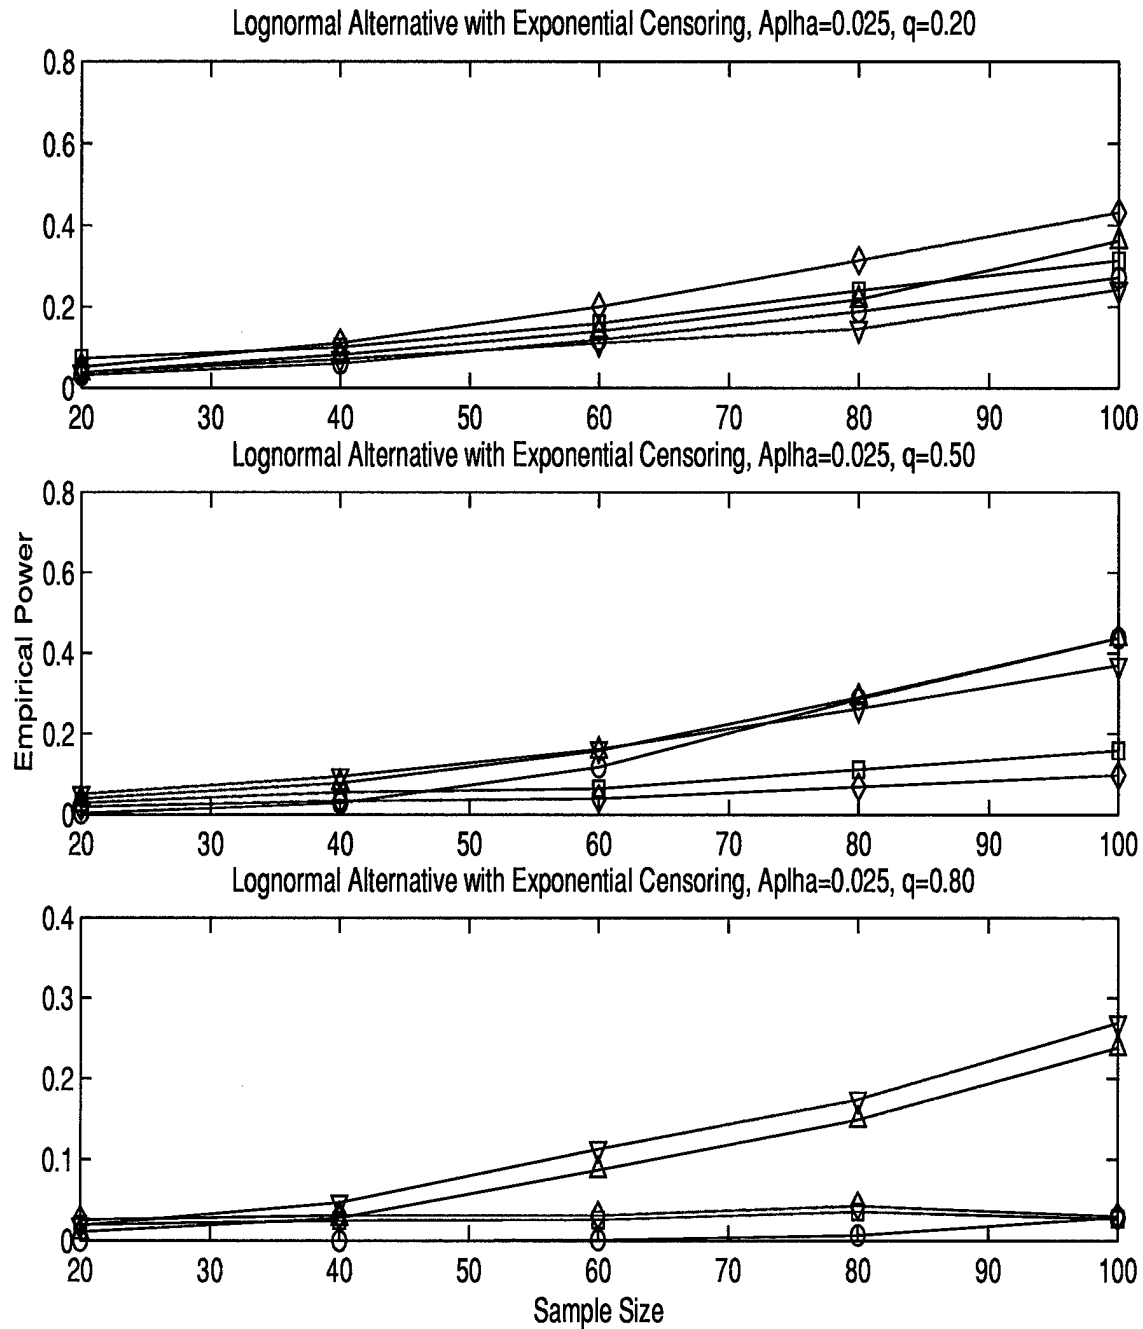 Lognormal Alternative with Exponential Censoring, Aplha=0.025, q=0.20
0.8
0.6
0.4
0.2
0
20 30 40 50 60 70 80 90 100
Lognormal Alternative with Exponential Censoring, Aplha=0.025, q=0.50
0.8
0.6
0.4
0.2
0
20 30 40 50 60 70 80 90 100
Empirical Power
Lognormal Alternative with Exponential Censoring, Aplha=0.025, q=0.80
0.4
0.3
0.2
0.1
0
20 30 40 50 60 70 80 90 100
Sample Size